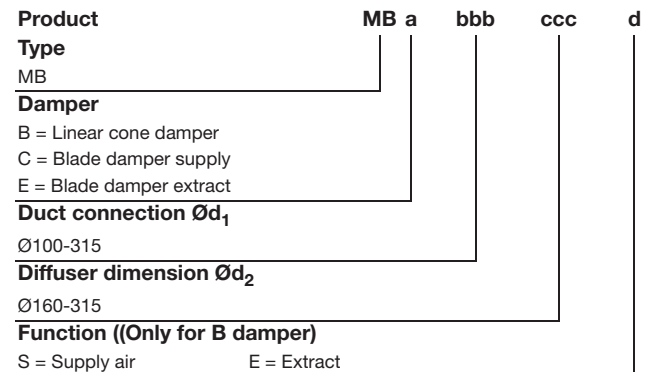 Product MB a bbb ccc d
Type
MB
Damper
B = Linear cone damper
C = Blade damper supply
E = Blade damper extract
Duct connection Ød1
Ø100-315
Diffuser dimension Ød2
Ø160-315
Function ((Only for B damper)
S = Supply air E = Extract